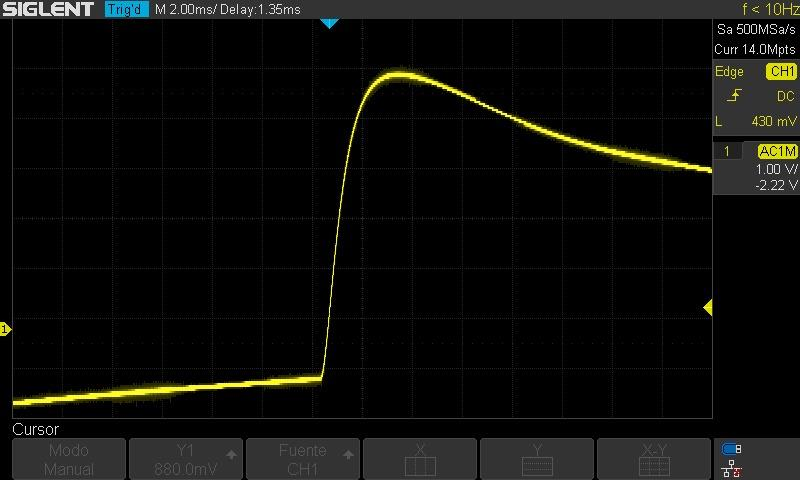 SIGLENT Trig'd M 2.00ms/ Delay:1.35ms f < 10Hz
Sa 500MSa/s
Curr 14.0Mpts
Edge CH1
DC
L 430 mV
1 AC1M
1.00 V/
-2.22 V
1
Cursor
Modo Manual
Y1 880.0mV
Fuente CH1
X
Y
X-Y